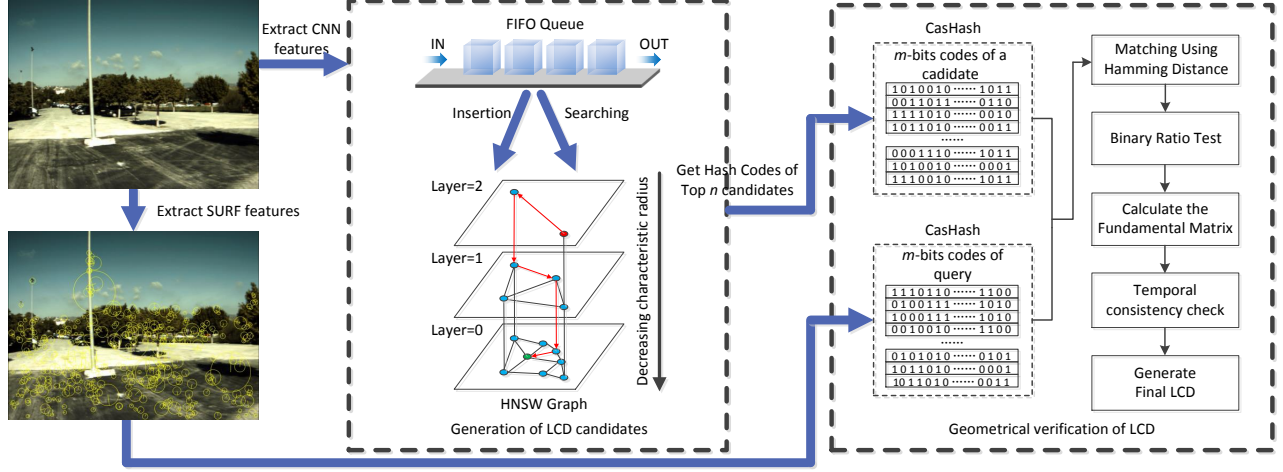 Extract CNN
features
Extract SURF features
FIFO Queue
IN
OUT
Insertion
Searching
Layer=2
Layer=1
Layer=0
Decreasing characteristic radius
HNSW Graph
Generation of LCD candidates
Get Hash Codes of
Top n candidates
CasHash
m-bits codes of a
cadidate
1010010 ······ 1011
0011011 ······ 0110
1111010 ······ 0010
1011010 ······ 0011
······
0001110 ······ 1011
1010010 ······ 0001
1110010 ······ 1011
CasHash
m-bits codes of
query
1110110 ······ 1100
0100111 ······ 1010
1000111 ······ 1010
0010010 ······ 1100
······
0101010 ······ 0101
1011010 ······ 0001
1011010 ······ 0011
Matching Using
Hamming Distance
Binary Ratio Test
Calculate the
Fundamental Matrix
Temporal
consistency check
Generate
Final LCD
Geometrical verification of LCD